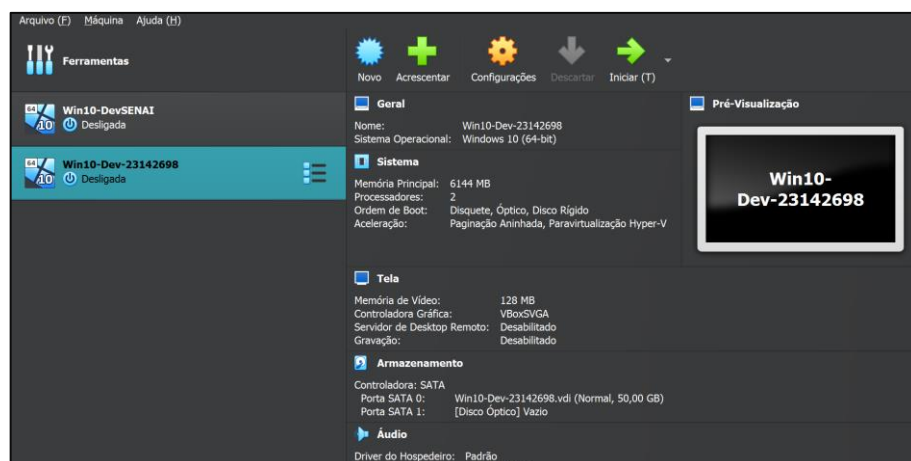 Arquivo (F) Máquina Ajuda (H)
Ferramentas
Novo Acrescentar Configurações Descartar Iniciar (T)
64
10
Win10-DevSENAI
Desligada
64
10
Win10-Dev-23142698
Desligada
Geral
Nome: Win10-Dev-23142698
Sistema Operacional: Windows 10 (64-bit)
Sistema
Memória Principal: 6144 MB
Processadores: 2
Ordem de Boot: Disquete, Óptico, Disco Rígido
Aceleração: Paginação Aninhada, Paravirtualização Hyper-V
Pré-Visualização
Win10-
Dev-23142698
Tela
Memória de Vídeo: 128 MB
Controladora Gráfica: VBoxSVGA
Servidor de Desktop Remoto: Desabilitado
Gravação: Desabilitado
Armazenamento
Controladora: SATA
Porta SATA 0: Win10-Dev-23142698.vdi (Normal, 50,00 GB)
Porta SATA 1: [Disco Óptico] Vazio
Áudio
Driver do Hospedeiro: Padrão